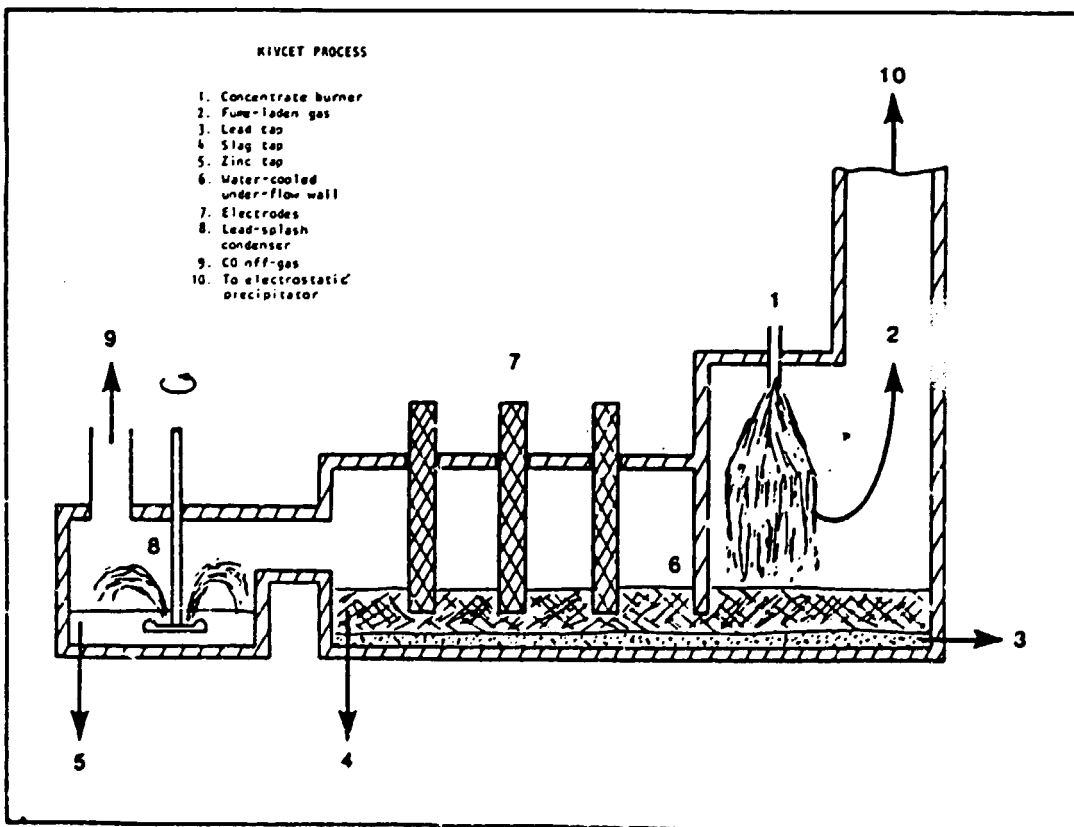 KIVCET PROCESS
1. Concentrate burner
2. Fume-laden gas
3. Lead tap
4 Slag tap
5. Zinc tap
6. Water-cooled
under-flow wall
7. Electrodes
8. Lead-splash
condenser
9. CO off-gas
10. To electrostatic
precipitator
10
1
2
9
7
8
6
3
5
4